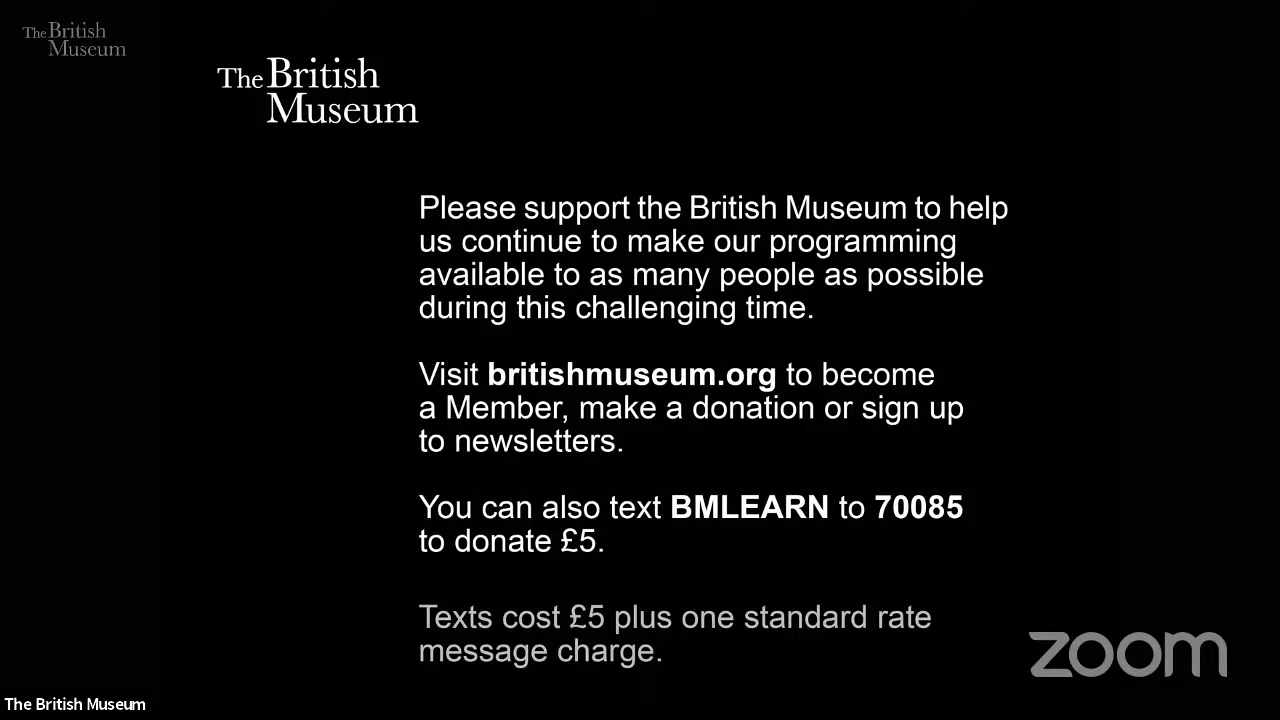 The British
Museum
The British
Museum
Please support the British Museum to help
us continue to make our programming
available to as many people as possible
during this challenging time.
Visit britishmuseum.org to become
a Member, make a donation or sign up
to newsletters.
You can also text BMLEARN to 70085
to donate £5.
Texts cost £5 plus one standard rate
message charge.
zoom
The British Museum